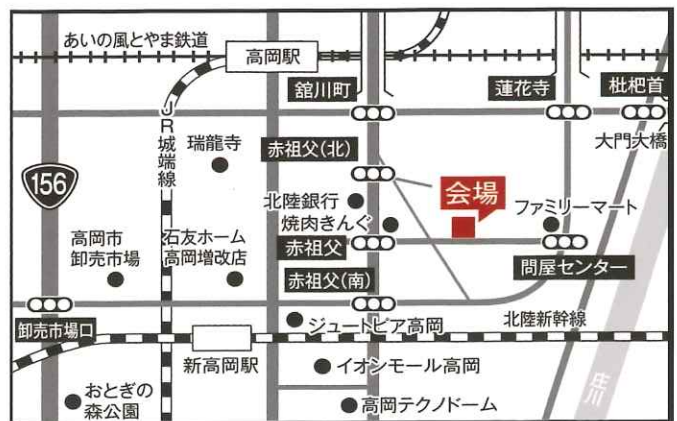 あいの風とやま鉄道
高岡駅
舘川町
蓮花寺
枇杷首
大門大橋
JR城端線
瑞龍寺
赤祖父(北)
156
北陸銀行
会場
焼肉きんぐ
ファミリーマート
高岡市
卸売市場
石友ホーム
高岡増改店
赤祖父
問屋センター
赤祖父(南)
卸売市場口
ジュートピア高岡
北陸新幹線
新高岡駅
イオンモール高岡
庄川
おとぎの
森公園
高岡テクノドーム